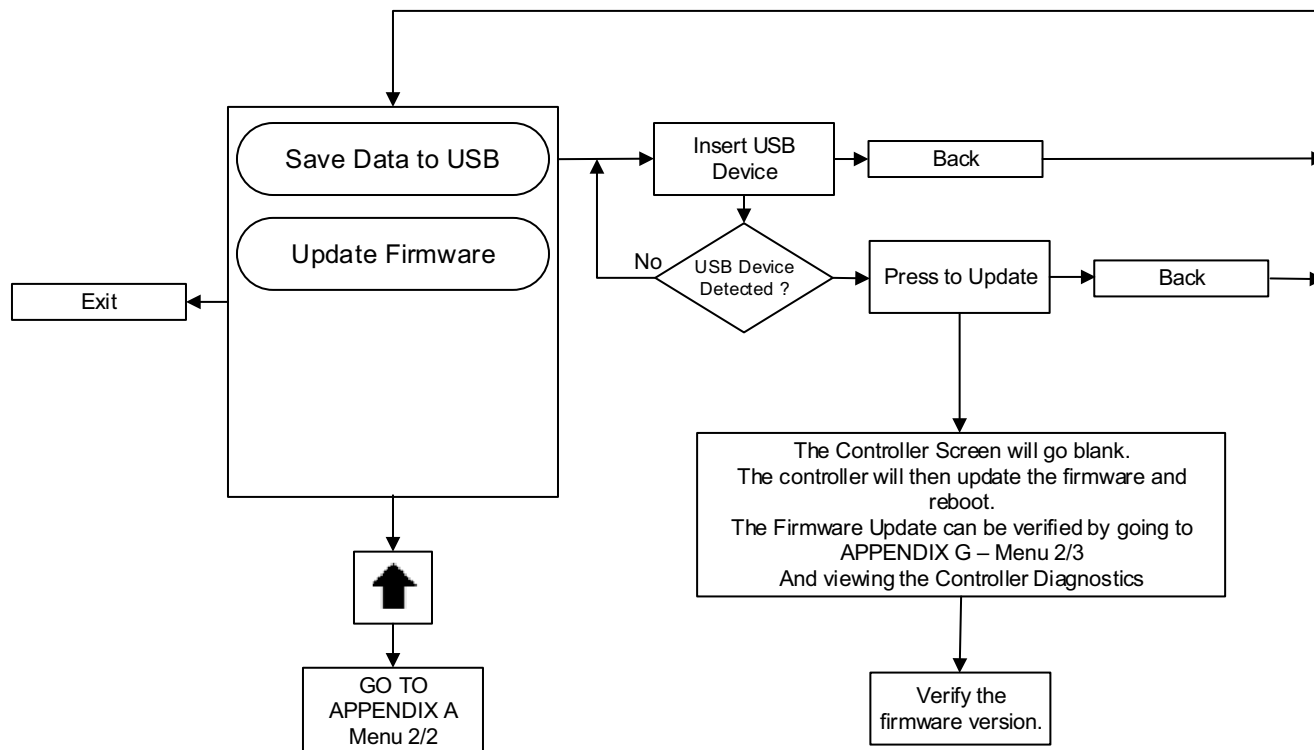 Save Data to USB
Insert USB
Device
Back
Update Firmware
No
USB Device
Detected ?
Press to Update
Back
Exit
The Controller Screen will go blank.
The controller will then update the firmware and
reboot.
The Firmware Update can be verified by going to
APPENDIX G – Menu 2/3
And viewing the Controller Diagnostics
GO TO
APPENDIX A
Menu 2/2
Verify the
firmware version.